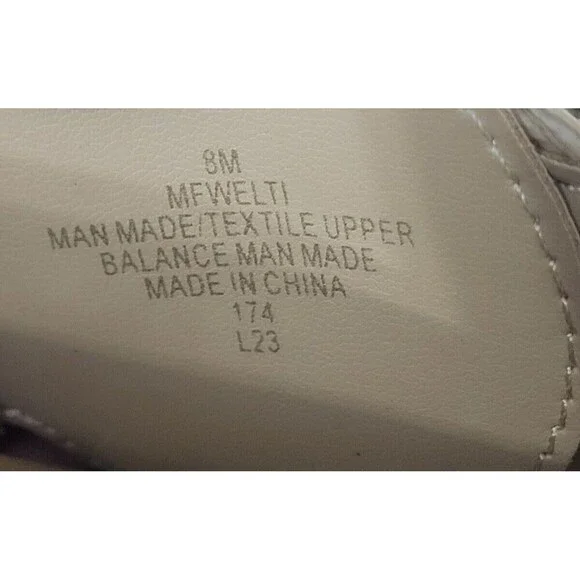 8M
MFWELTI
MAN MADE/TEXTILE UPPER
BALANCE MAN MADE
MADE IN CHINA
174
L23